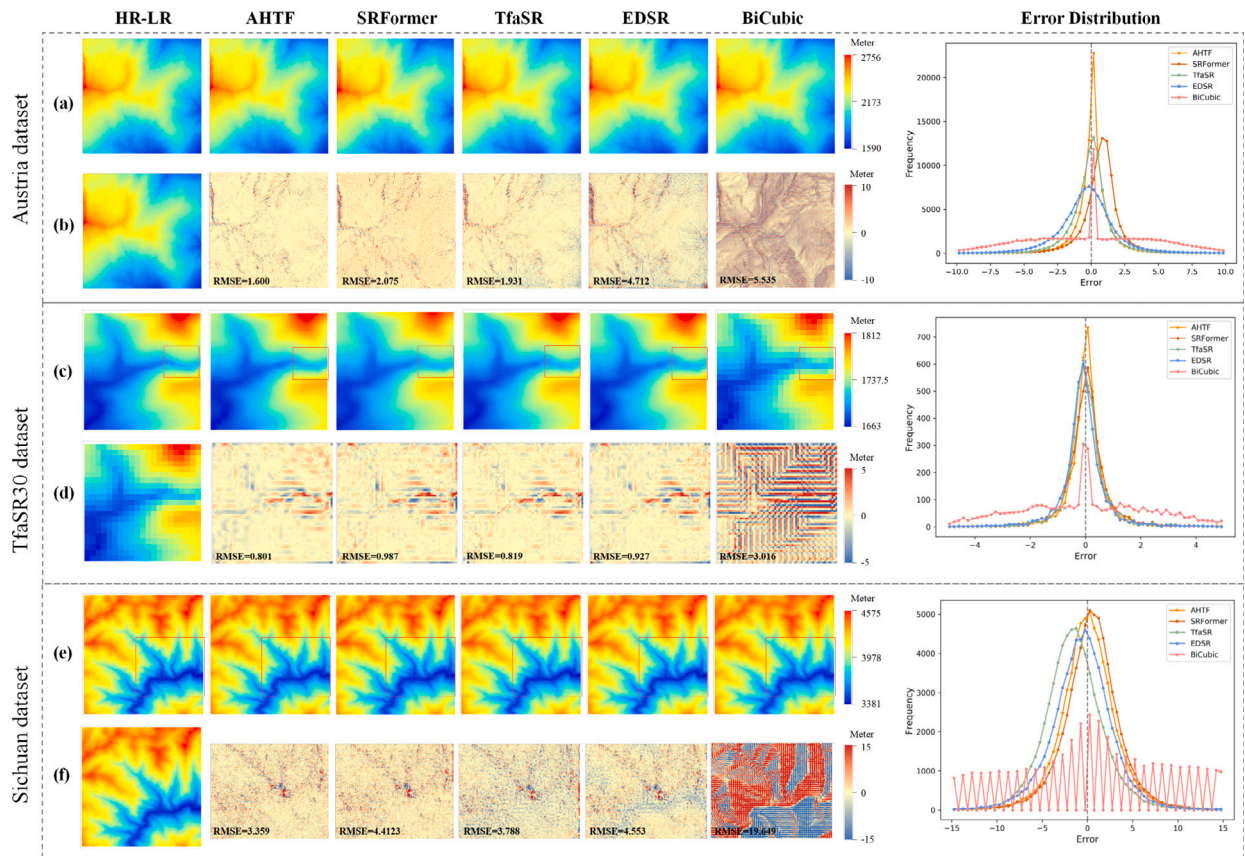 HR-LR AHTF SRFormer TfaSR EDSR BiCubic Error Distribution
Austria dataset
(a)
Meter
2756
2173
1590
(b)
RMSE=1.600 RMSE=2.075 RMSE=1.931 RMSE=4.712 RMSE=5.535
Meter
10
0
-10
Frequency
20000
15000
10000
5000
0
-10.0 -7.5 -5.0 -2.5 0.0 2.5 5.0 7.5 10.0
Error
AHTF
SRFormer
TfaSR
EDSR
BiCubic
TfaSR30 dataset
(c)
Meter
1812
1737.5
1663
(d)
RMSE=0.801 RMSE=0.987 RMSE=0.819 RMSE=0.927 RMSE=3.016
Meter
5
0
-5
Frequency
700
600
500
400
300
200
100
0
-4 -2 0 2 4
Error
AHTF
SRFormer
TfaSR
EDSR
BiCubic
Sichuan dataset
(e)
Meter
4575
3978
3381
(f)
RMSE=3.359 RMSE=4.4123 RMSE=3.788 RMSE=4.553 RMSE=19.649
Meter
15
0
-15
Frequency
5000
4000
3000
2000
1000
0
-15 -10 -5 0 5 10 15
Error
AHTF
SRFormer
TfaSR
EDSR
BiCubic